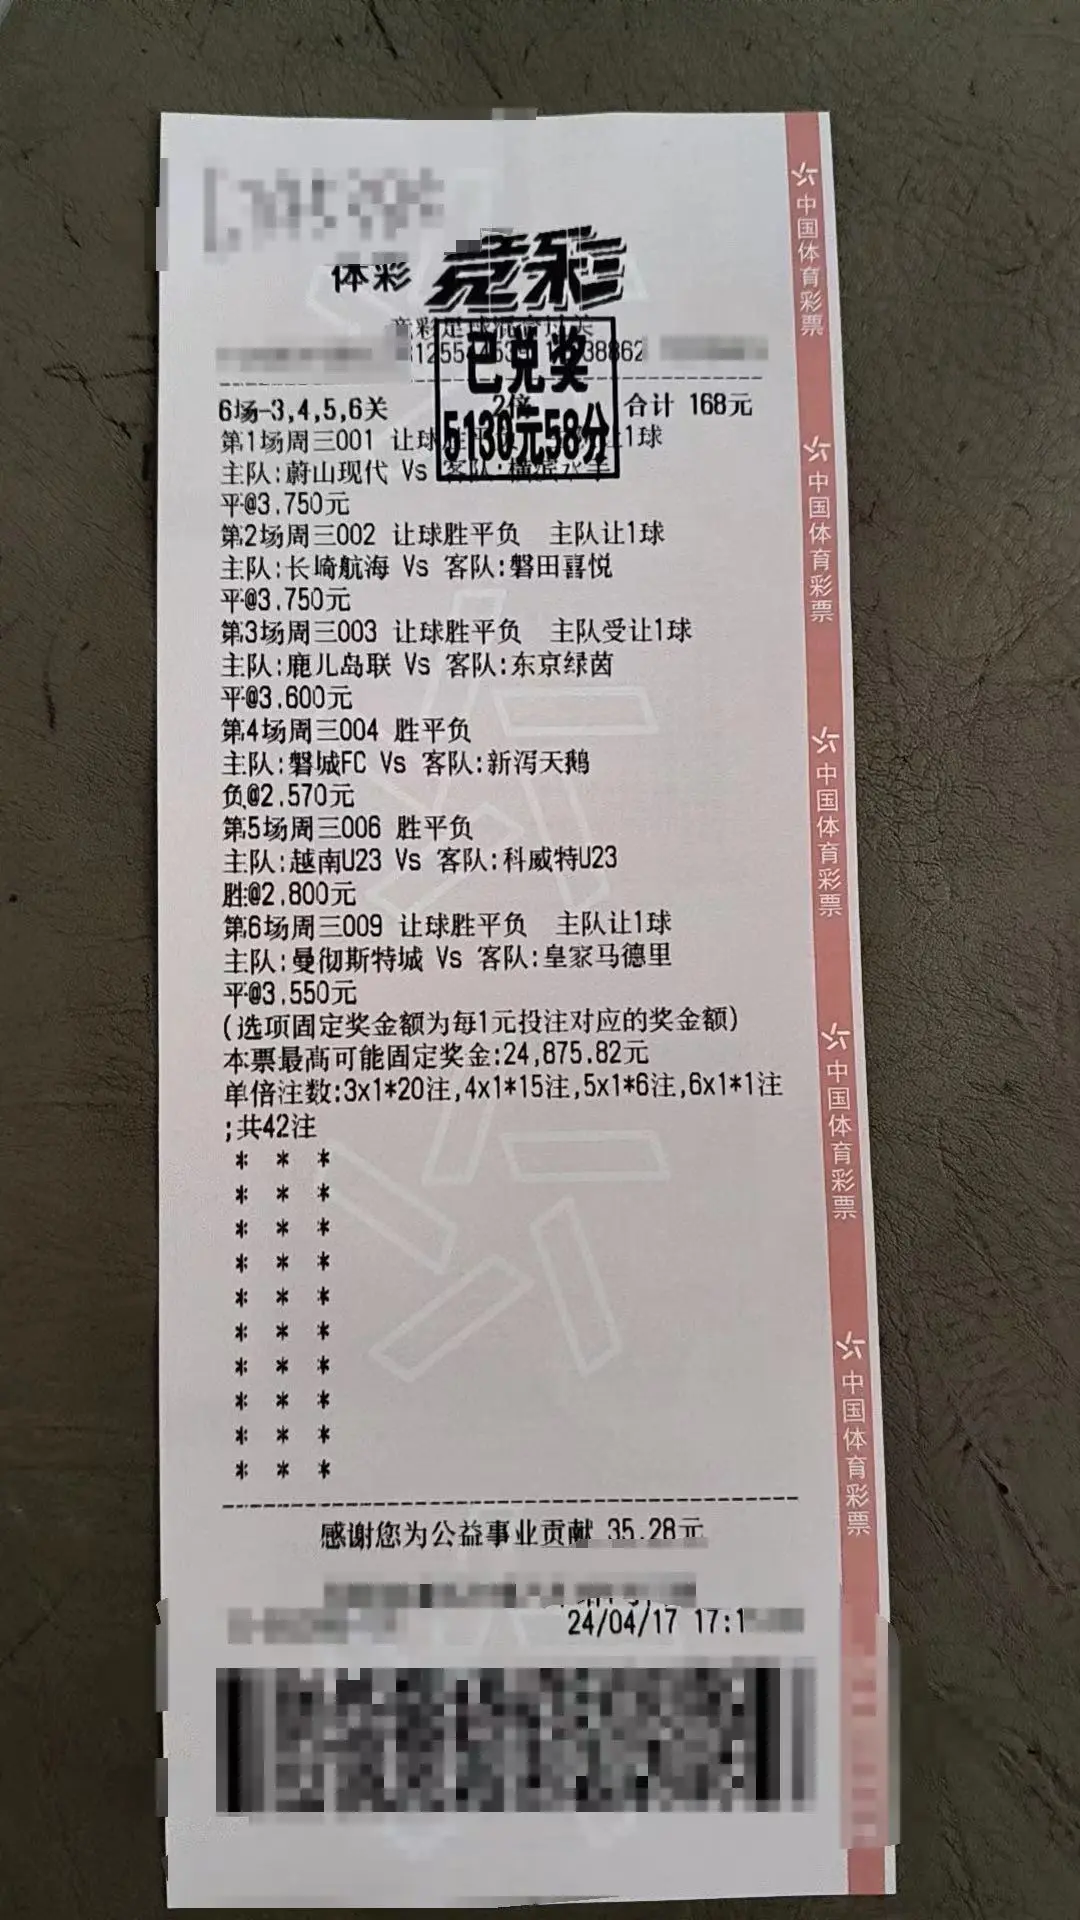 体彩 竞彩
竞彩足球混合过关
已兑奖
5130元58分
6场-3,4,5,6关 2倍 合计 168元
第1场周三001 让球胜平 让1球
主队:蔚山现代 Vs 客队:横滨水手
平@3.750元
第2场周三002 让球胜平负 主队让1球
主队:长崎航海 Vs 客队:磐田喜悦
平@3.750元
第3场周三003 让球胜平负 主队受让1球
主队:鹿儿岛联 Vs 客队:东京绿茵
平@3.600元
第4场周三004 胜平负
主队:磐城FC Vs 客队:新泻天鹅
负@2.570元
第5场周三006 胜平负
主队:越南U23 Vs 客队:科威特U23
胜@2.800元
第6场周三009 让球胜平负 主队让1球
主队:曼彻斯特城 Vs 客队:皇家马德里
平@3.550元
(选项固定奖金额为每1元投注对应的奖金额)
本票最高可能固定奖金:24,875.82元
单倍注数:3x1*20注,4x1*15注,5x1*6注,6x1*1注
;共42注
* * *
* * *
* * *
* * *
* * *
* * *
* * *
* * *
* * *
* * *
感谢您为公益事业贡献 35.28元
24/04/17 17:1
中国体育彩票
中国体育彩票
中国体育彩票
中国体育彩票
中国体育彩票